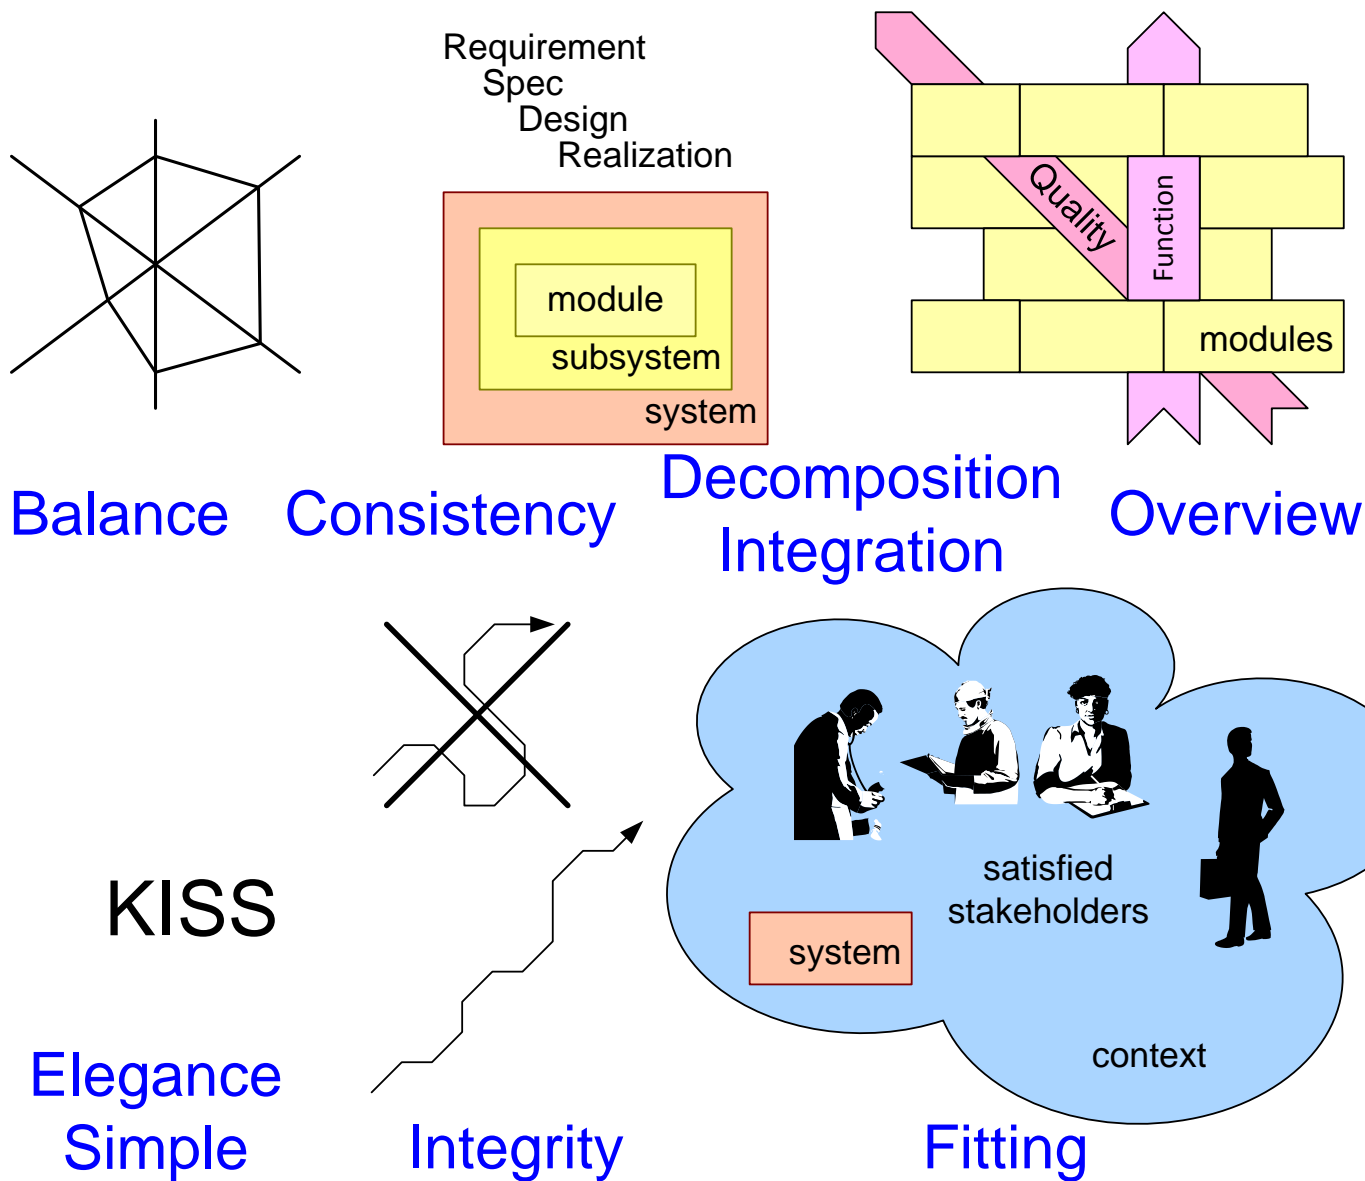 Requirement
Spec
Design
Realization
module
subsystem
system
Quality
Function
modules
Balance
Consistency
Decomposition
Integration
Overview
KISS
satisfied
stakeholders
system
context
Elegance
Simple
Integrity
Fitting